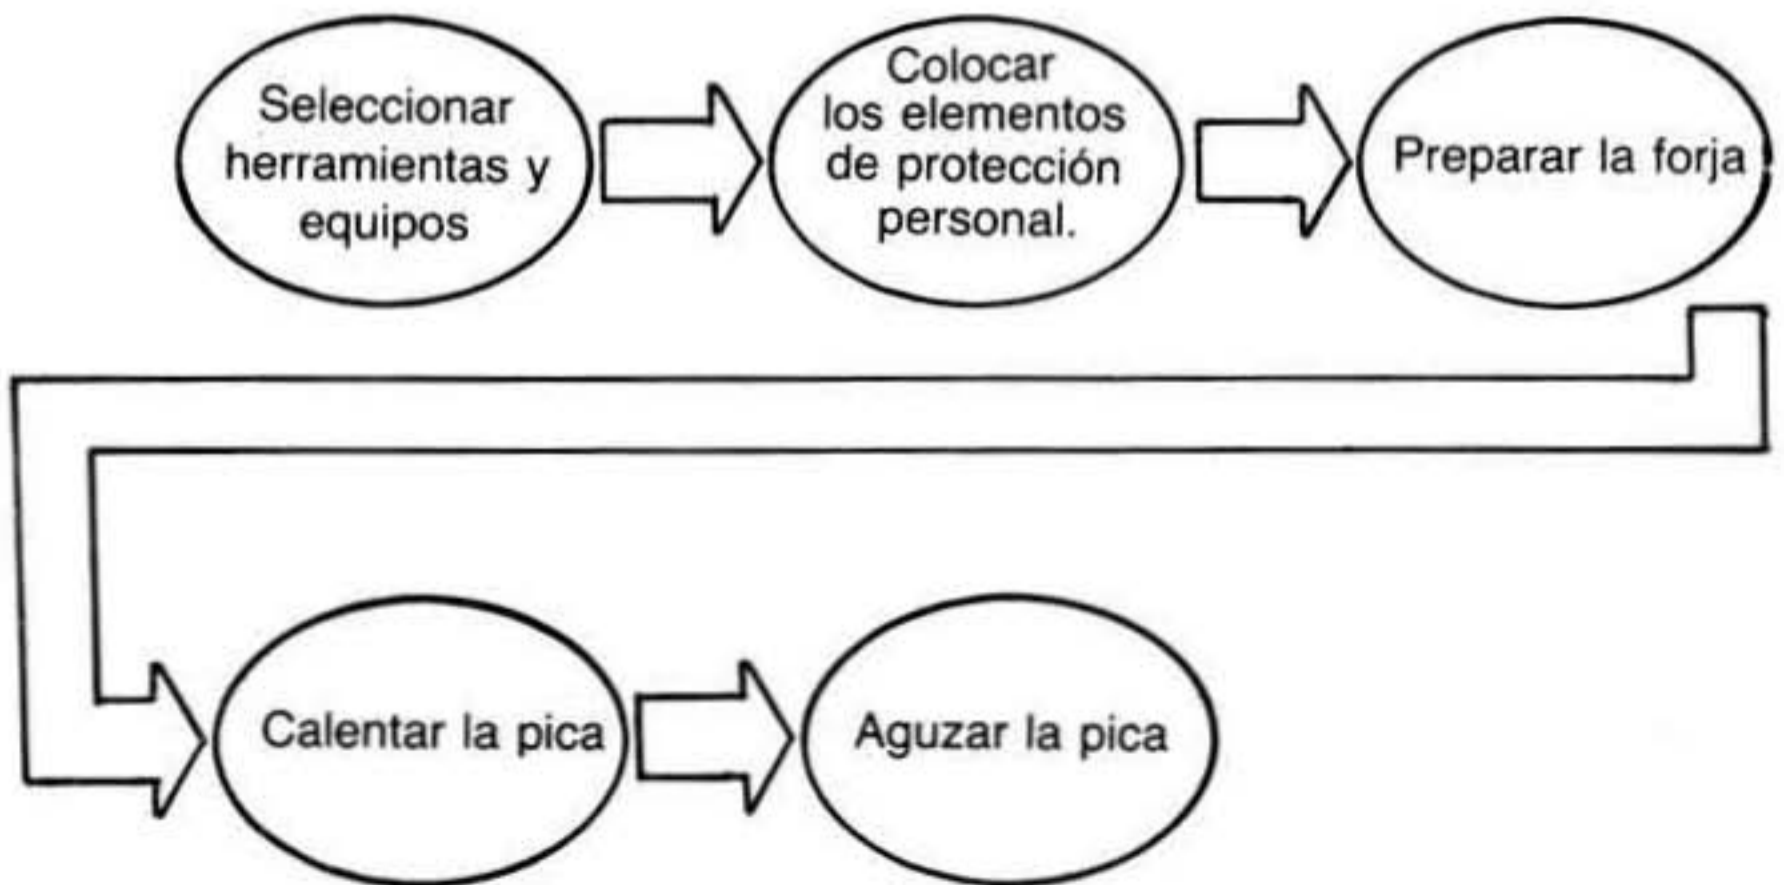 Seleccionar
herramientas y
equipos
Colocar
los elementos
de protección
personal.
Preparar la forja
Calentar la pica
Aguzar la pica